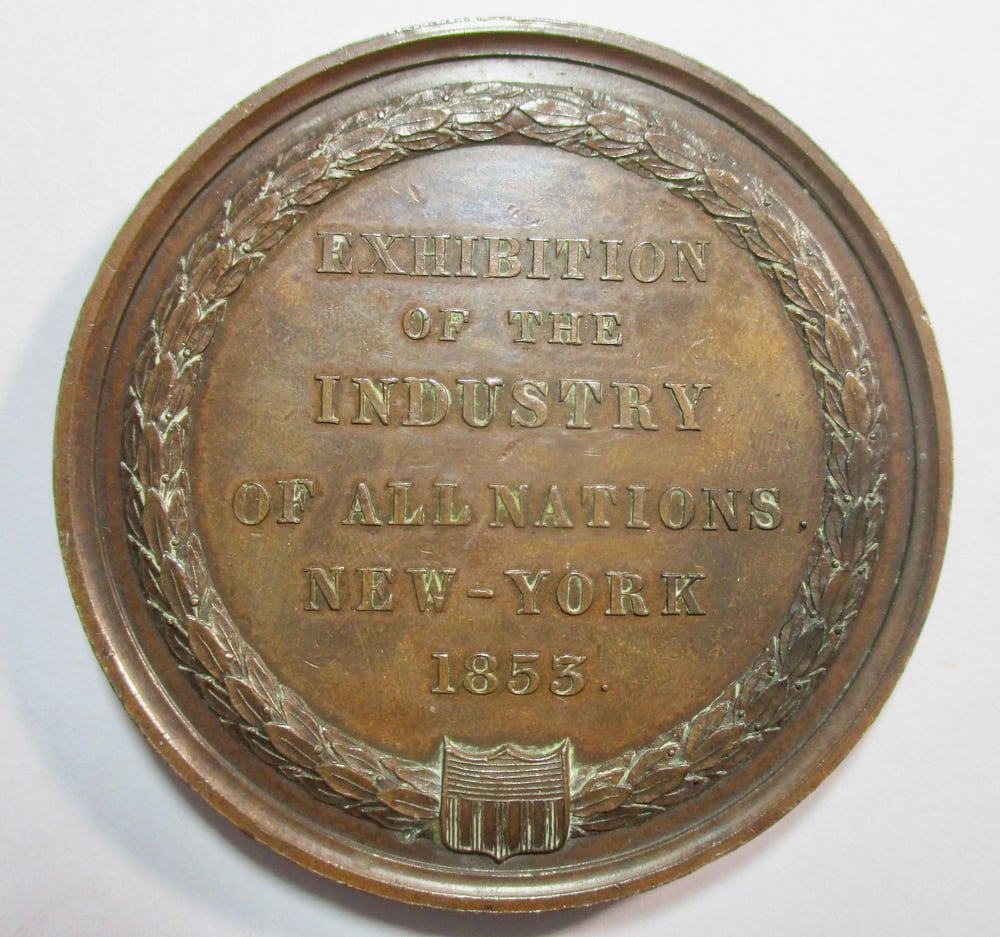 EXHIBITION
OF THE
INDUSTRY
OF ALL NATIONS.
NEW-YORK
1853.